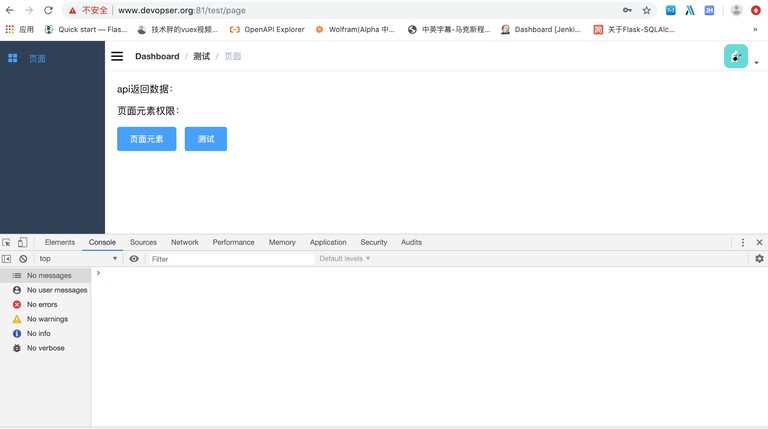 不安全 www.devopser.org:81/test/page
应用 Quick start — Flas... 技术胖的vuex视频... OpenAPI Explorer Wolfram|Alpha 中... 中英字幕-马克斯程... Dashboard [Jenki... 简 关于Flask-SQLAlc... »
页面 Dashboard / 测试 / 页面
api返回数据：
页面元素权限：
页面元素 测试
Elements Console Sources Network Performance Memory Application Security Audits
top Filter Default levels
No messages
No user messages
No errors
No warnings
No info
No verbose